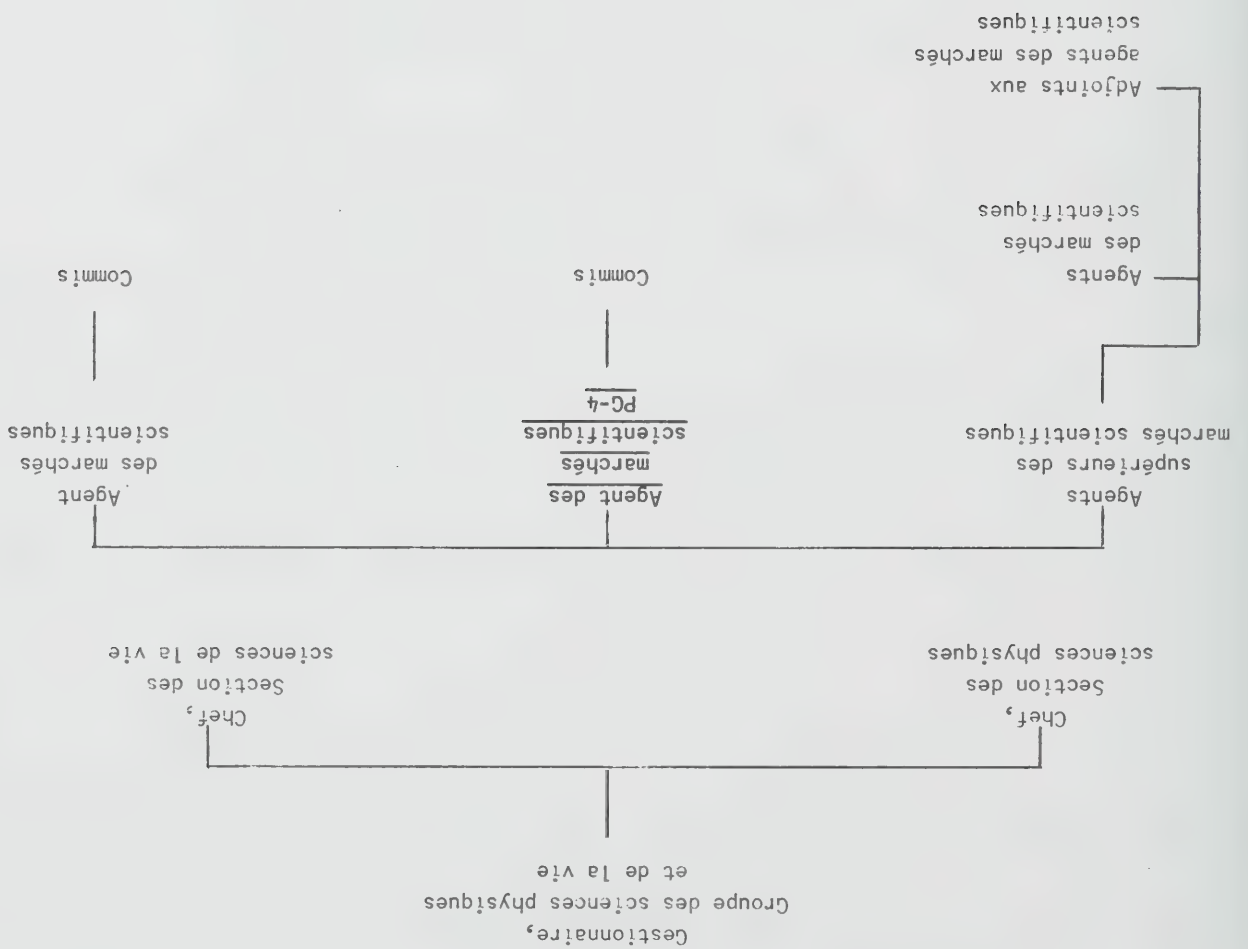 Gestionnaire,
Groupe des sciences physiques
et de la vie
Chef,
Section des
sciences physiques
Chef,
Section des
sciences de la vie
Agents
supérieurs des
marchés scientifiques
Agent des
marchés
scientifiques
PG-4
Agent
des marchés
scientifiques
Agents
des marchés
scientifiques
Commis
Commis
Adjoints aux
agents des marchés
scientifiques